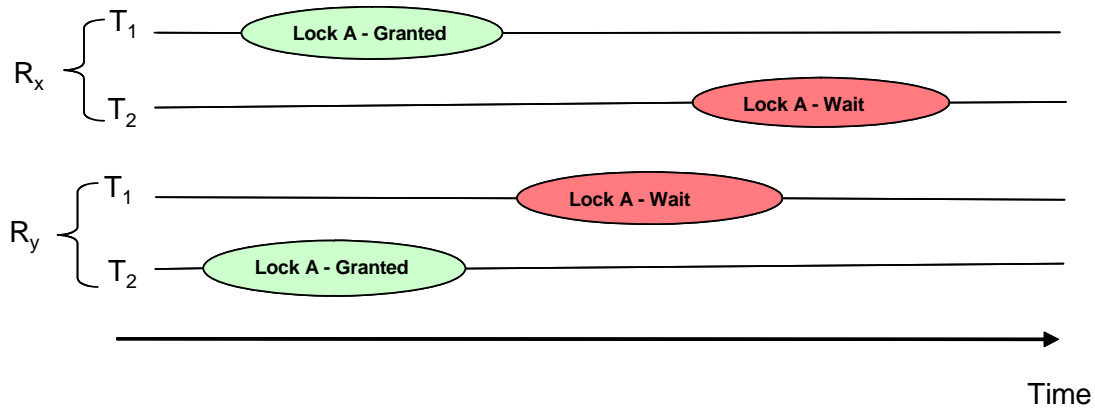 T1
Lock A - Granted
Rx
T2
Lock A - Wait
T1
Lock A - Wait
Ry
T2
Lock A - Granted
Time